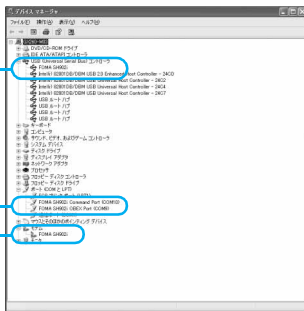 デバイス マネージャ
ファイル(F) 操作(A) 表示(V) ヘルプ(H)
DVD/CD-ROM ドライブ
IDE ATA/ATAPI コントローラ
USB (Universal Serial Bus) コントローラ
FOMA SH902i
Intel(R) 82801DB/DBM USB 2.0 Enhanced Host Controller - 24CD
Intel(R) 82801DB/DBM USB Universal Host Controller - 24C2
Intel(R) 82801DB/DBM USB Universal Host Controller - 24C4
Intel(R) 82801DB/DBM USB Universal Host Controller - 24C7
USB ルート ハブ
USB ルート ハブ
USB ルート ハブ
USB ルート ハブ
キーボード
コンピュータ
サウンド、ビデオ、およびゲーム コントローラ
システム デバイス
ディスク ドライブ
ディスプレイ アダプタ
ネットワーク アダプタ
プロセッサ
フロッピー ディスク コントローラ
フロッピー ディスク ドライブ
ポート (COM と LPT)
FOMA SH902i Command Port (COM10)
FOMA SH902i OBEX Port (COM9)
マウスとそのほかのポインティング デバイス
モデム
FOMA SH902i
モニタ